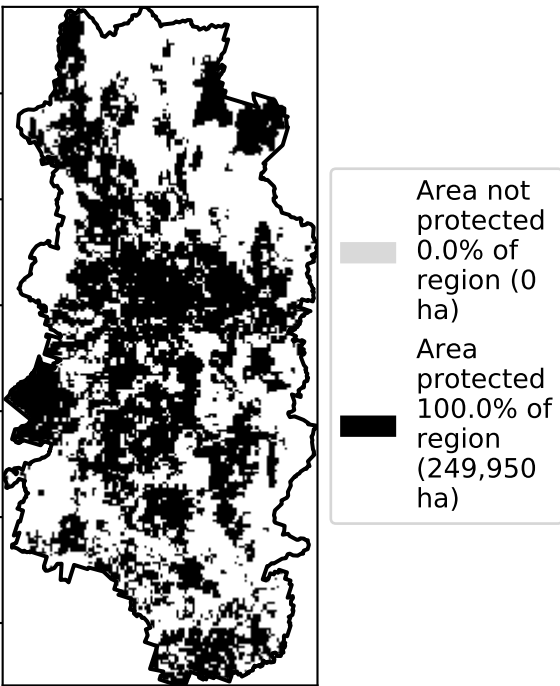 Area not
protected
0.0% of
region (0
ha)
Area
protected
100.0% of
region
(249,950
ha)